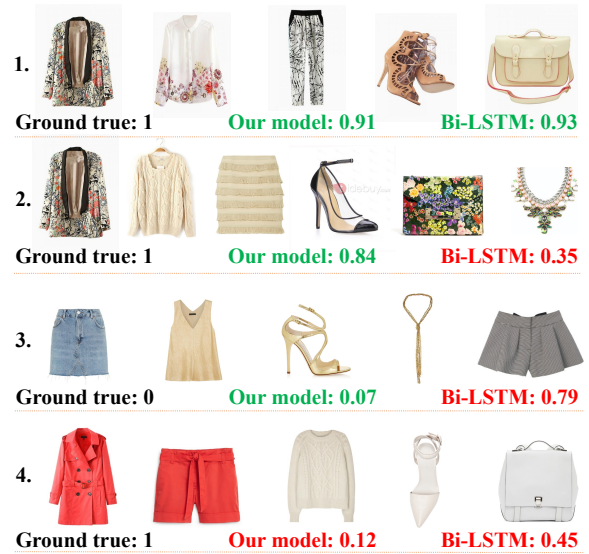 1.
Ground true: 1 Our model: 0.91 Bi-LSTM: 0.93
2.
Ground true: 1 Our model: 0.84 Bi-LSTM: 0.35
3.
Ground true: 0 Our model: 0.07 Bi-LSTM: 0.79
4.
Ground true: 1 Our model: 0.12 Bi-LSTM: 0.45